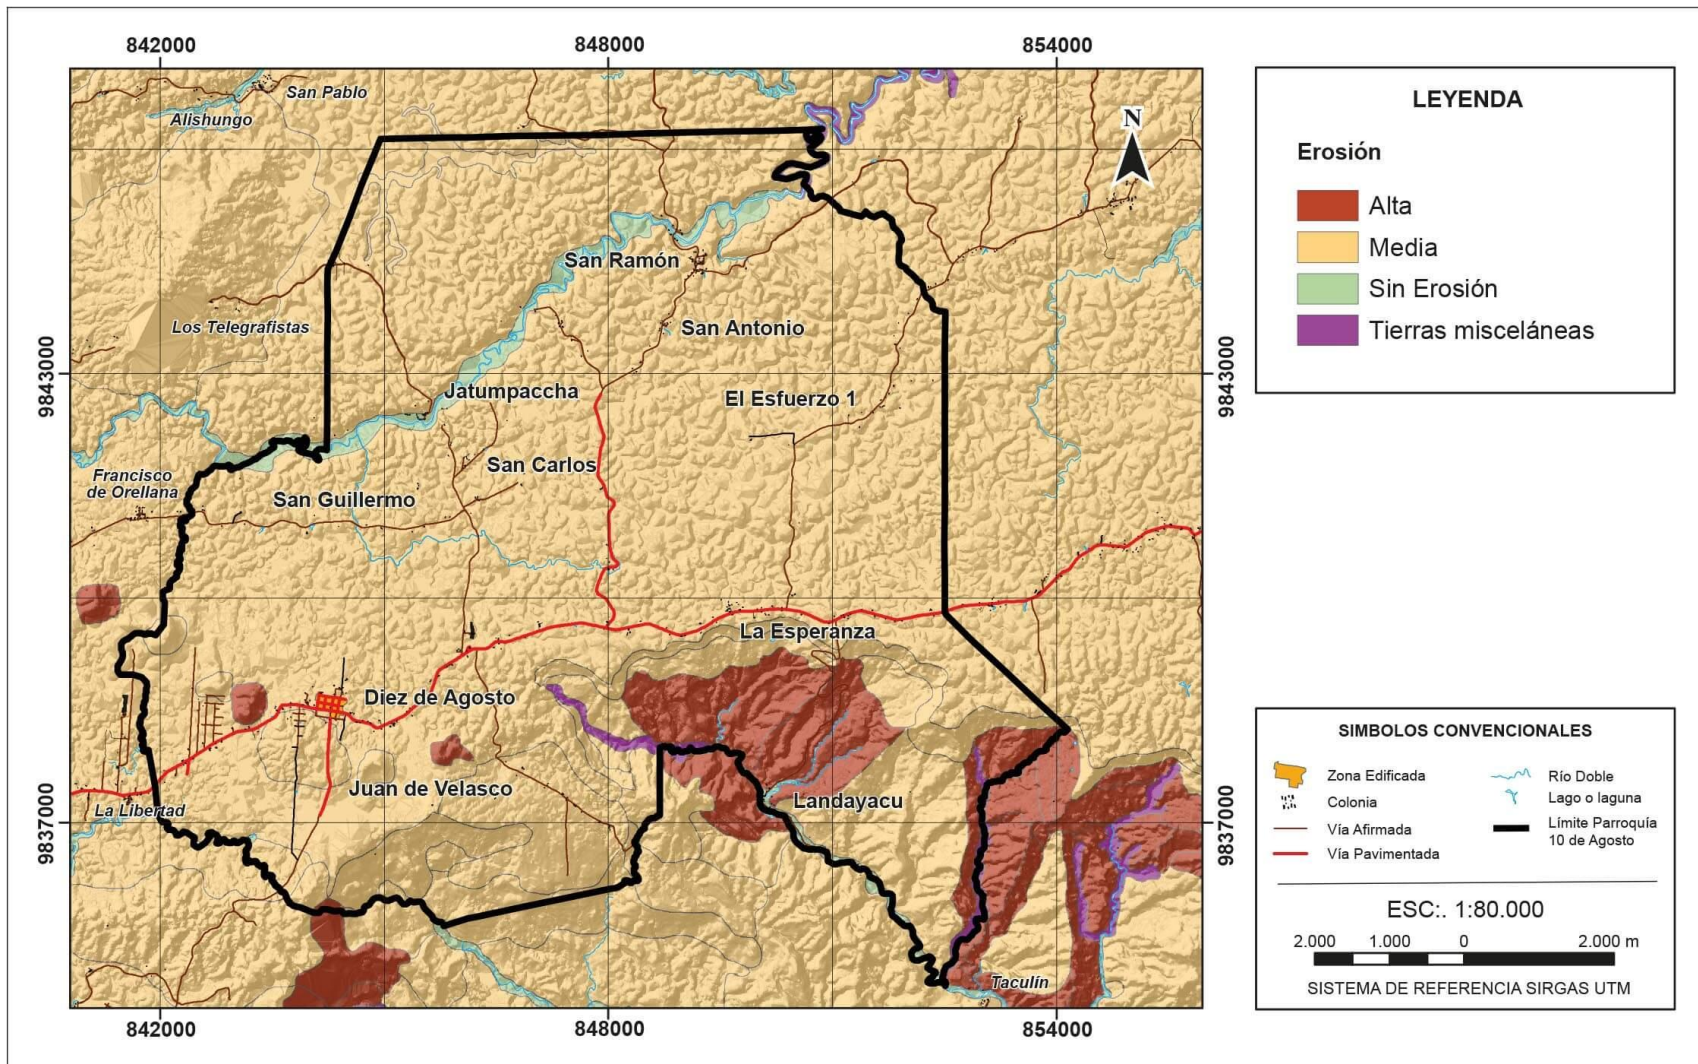 842000
848000
854000
San Pablo
Alishungo
N
San Ramón
Los Telegrafistas
San Antonio
9843000
9843000
Jatumpaccha
El Esfuerzo 1
Francisco
de Orellana
San Carlos
San Guillermo
La Esperanza
Diez de Agosto
Juan de Velasco
Landayacu
La Libertad
9837000
9837000
Taculín
842000
848000
854000
LEYENDA
Erosión
Alta
Media
Sin Erosión
Tierras misceláneas
SIMBOLOS CONVENCIONALES
Zona Edificada
Colonia
Vía Afirmada
Vía Pavimentada
Río Doble
Lago o laguna
Límite Parroquía
10 de Agosto
ESC:. 1:80.000
2.000 1.000 0 2.000 m
SISTEMA DE REFERENCIA SIRGAS UTM